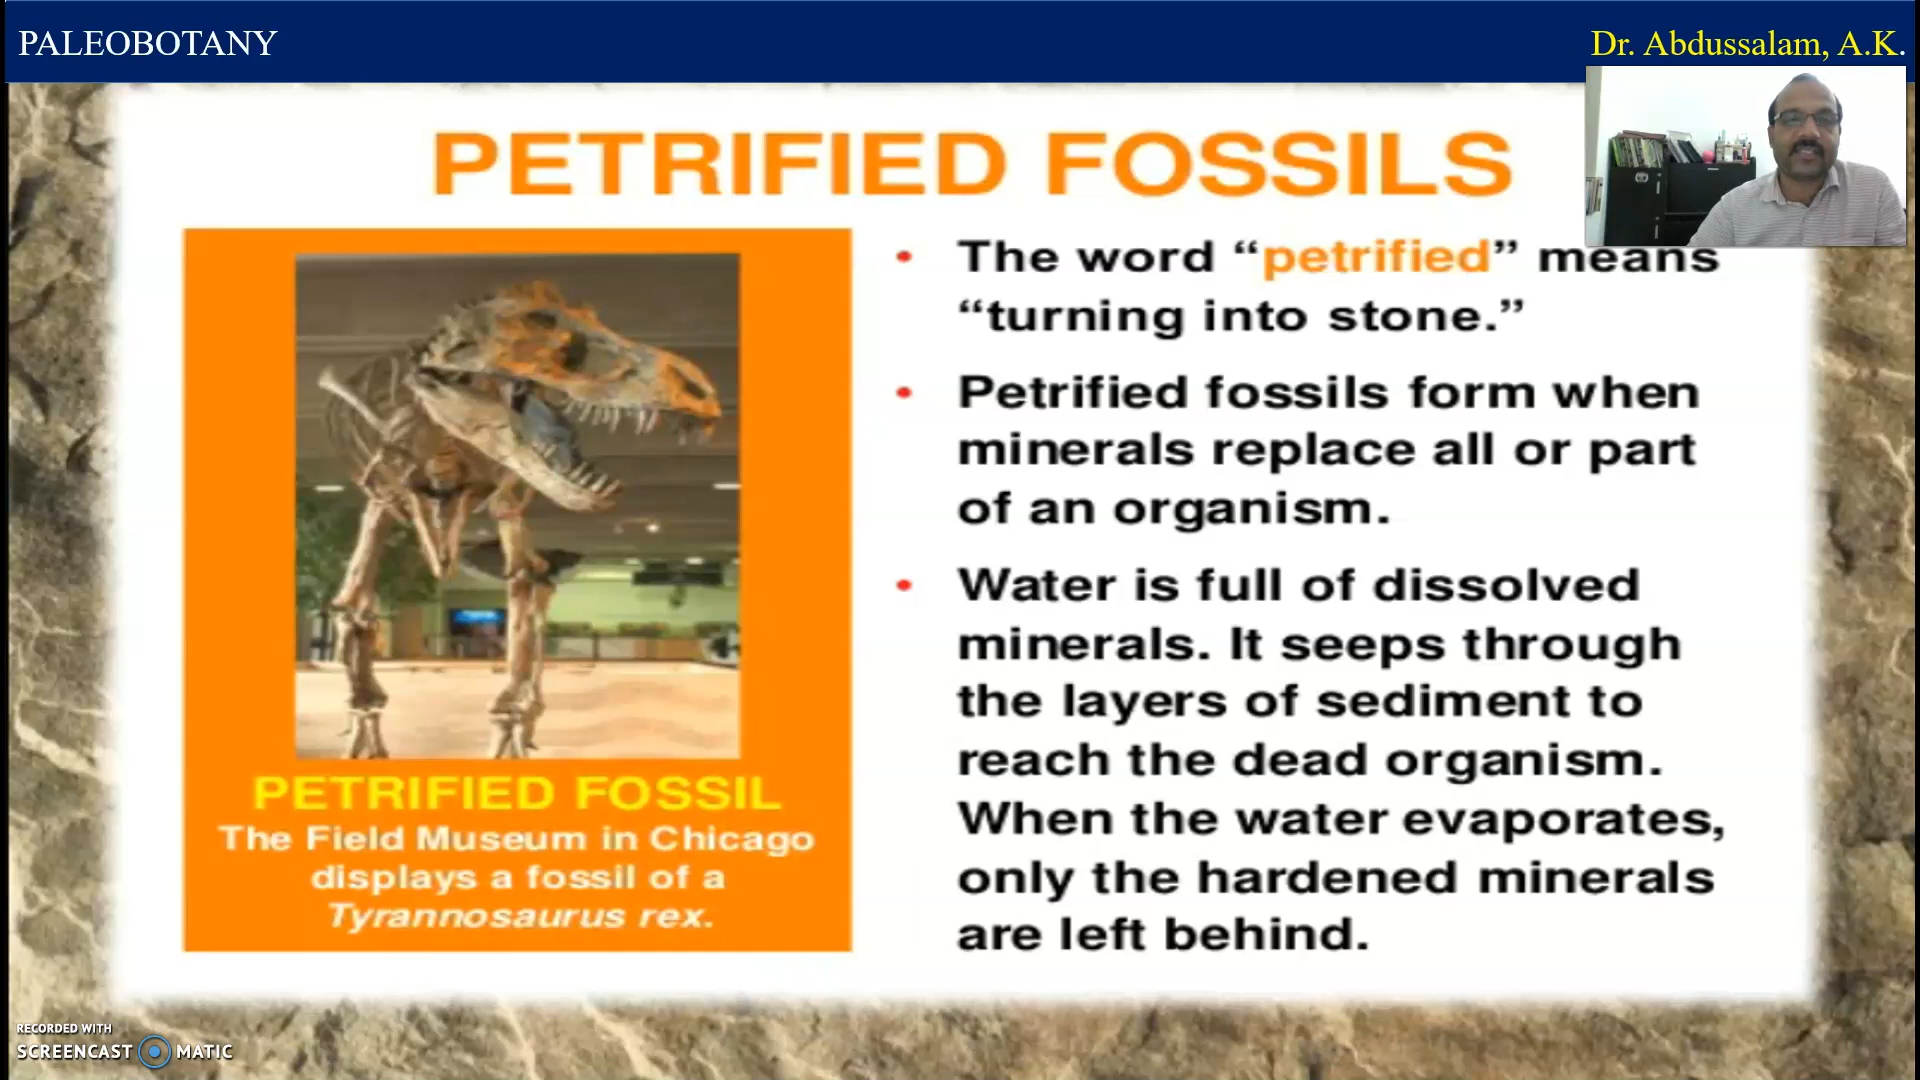 PALEOBOTANY
Dr. Abdussalam, A.K.
PETRIFIED FOSSILS
• The word “petrified” means
“turning into stone.”
• Petrified fossils form when
minerals replace all or part
of an organism.
• Water is full of dissolved
minerals. It seeps through
the layers of sediment to
reach the dead organism.
When the water evaporates,
only the hardened minerals
are left behind.
PETRIFIED FOSSIL
The Field Museum in Chicago
displays a fossil of a
Tyrannosaurus rex.
RECORDED WITH
SCREENCAST MATIC